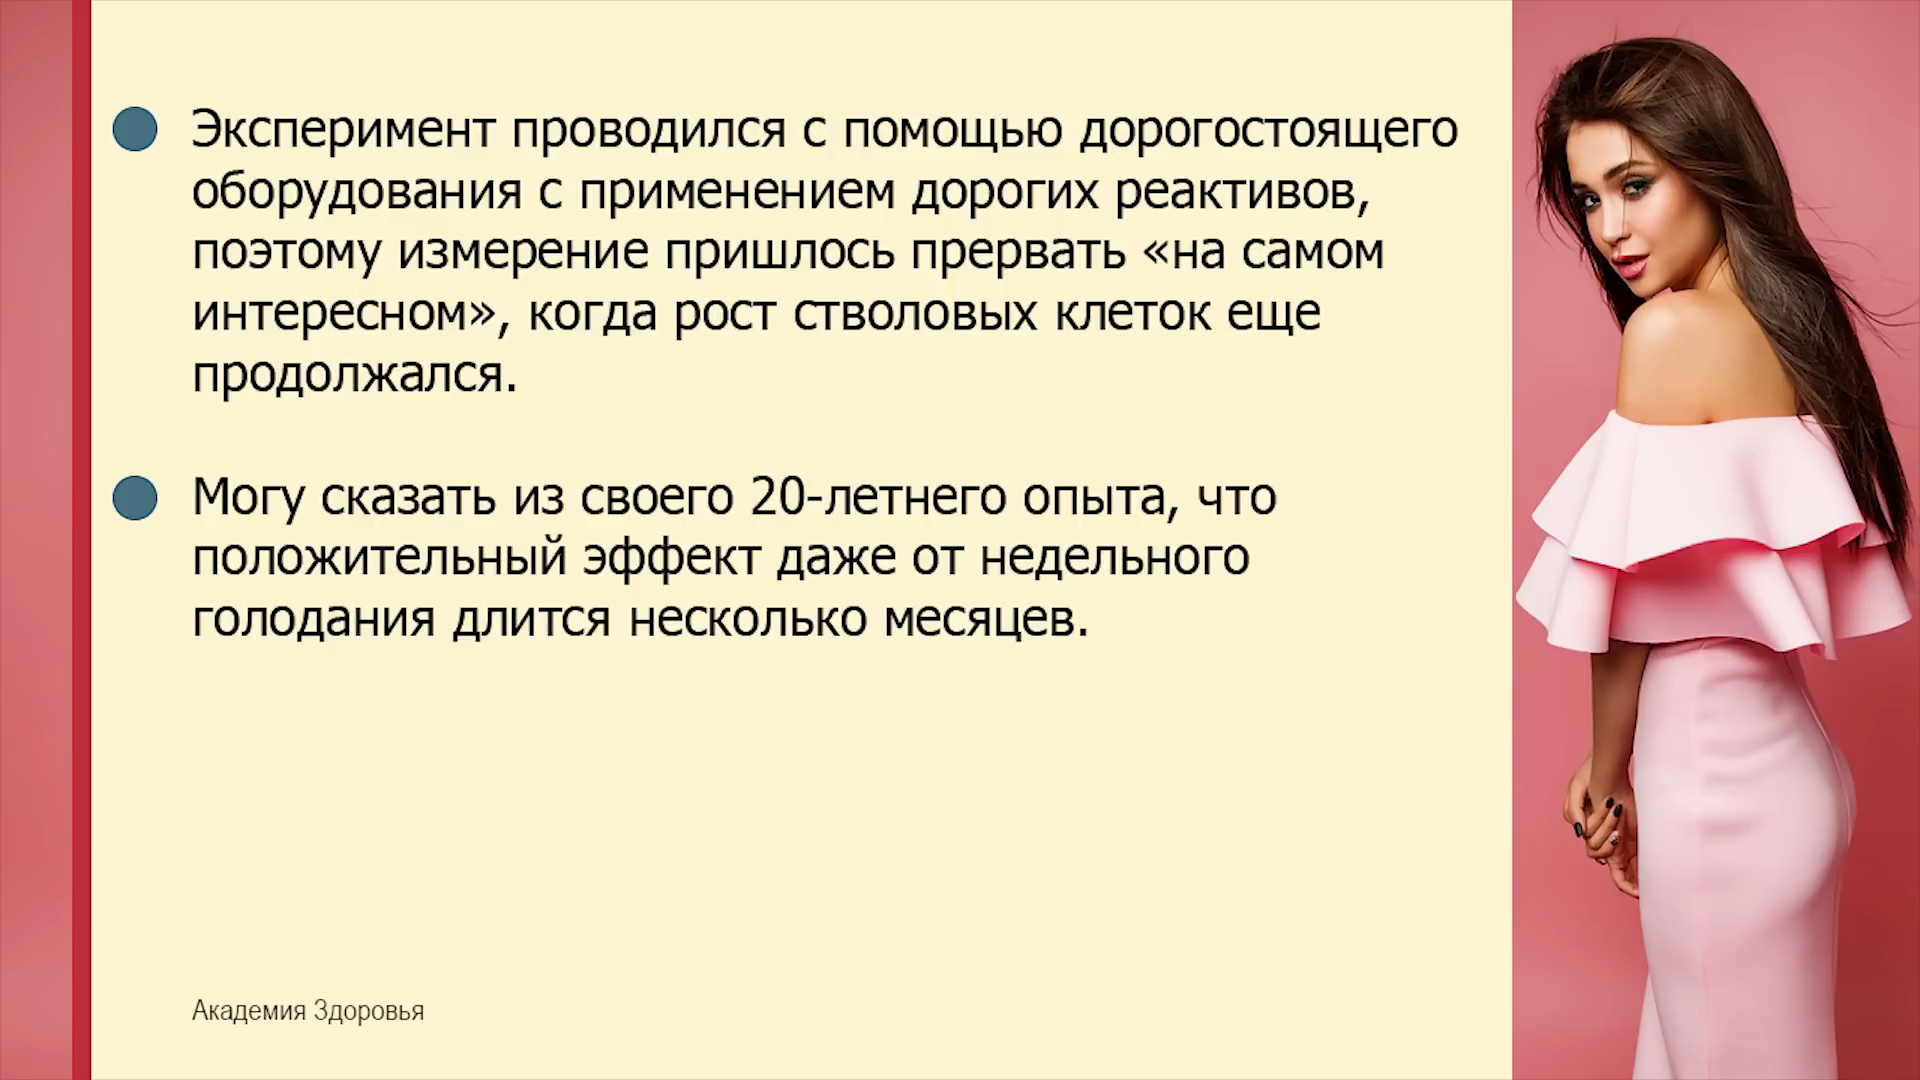 Эксперимент проводился с помощью дорогостоящего
оборудования с применением дорогих реактивов,
поэтому измерение пришлось прервать «на самом
интересном», когда рост стволовых клеток еще
продолжался.
Могу сказать из своего 20-летнего опыта, что
положительный эффект даже от недельного
голодания длится несколько месяцев.
Академия Здоровья